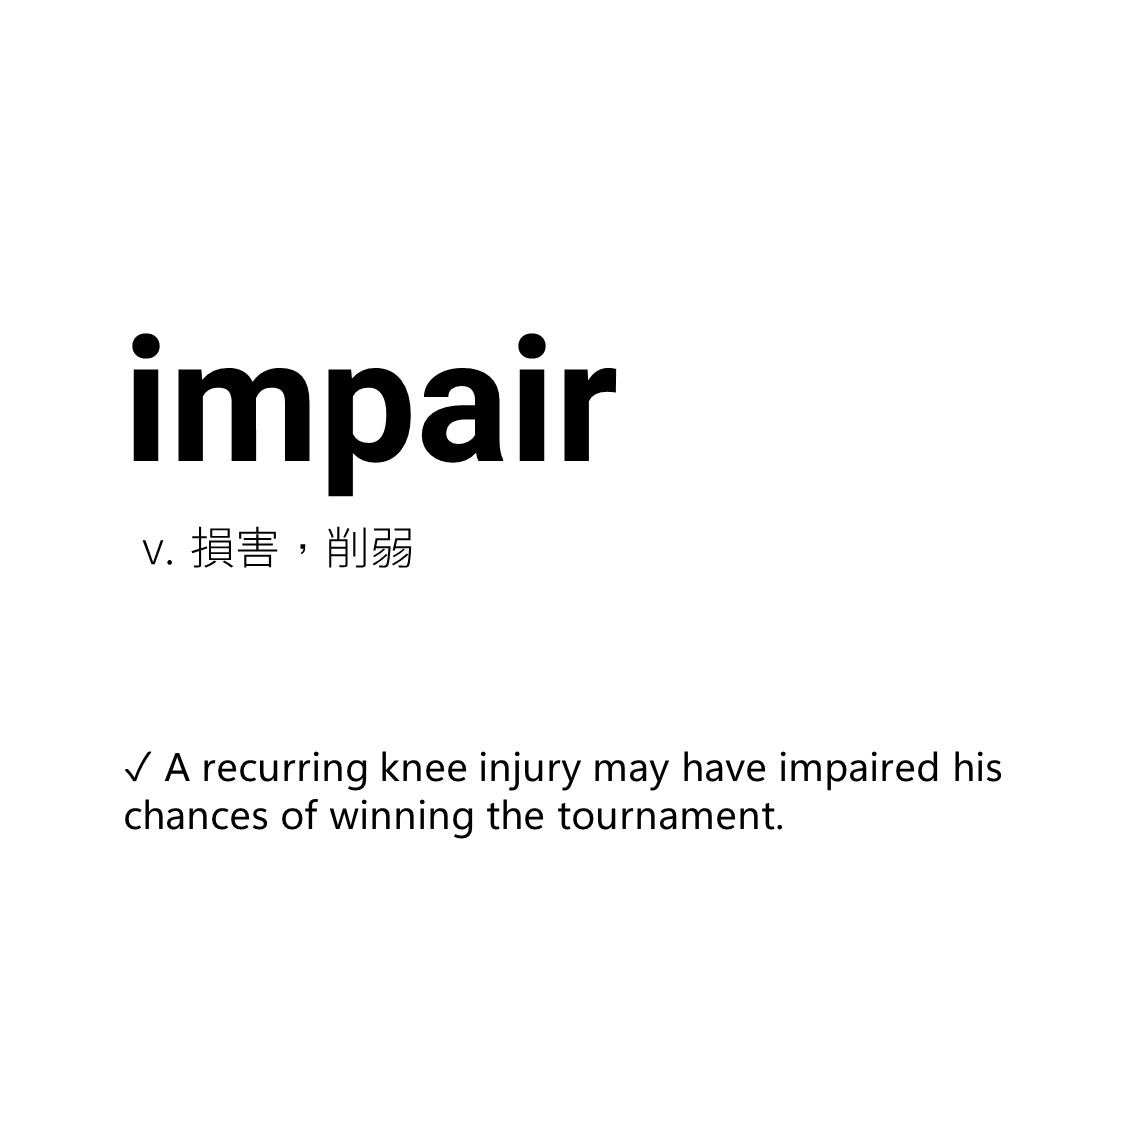 impair
v. 損害，削弱
✓ A recurring knee injury may have impaired his
chances of winning the tournament.